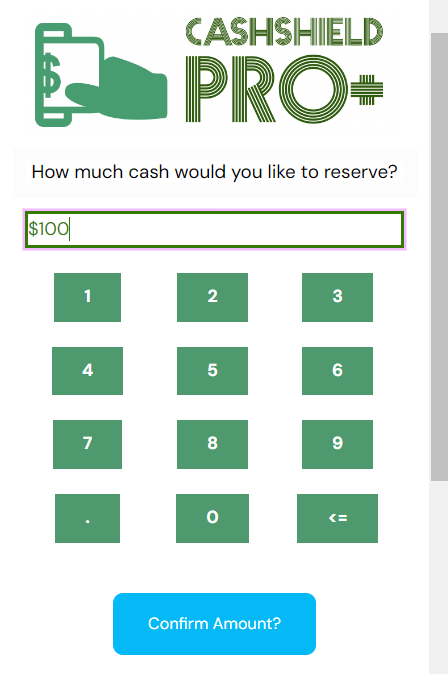 $
CASHSHIELD
PRO+
How much cash would you like to reserve?
$100
1 2 3
4 5 6
7 8 9
. 0 <=
Confirm Amount?